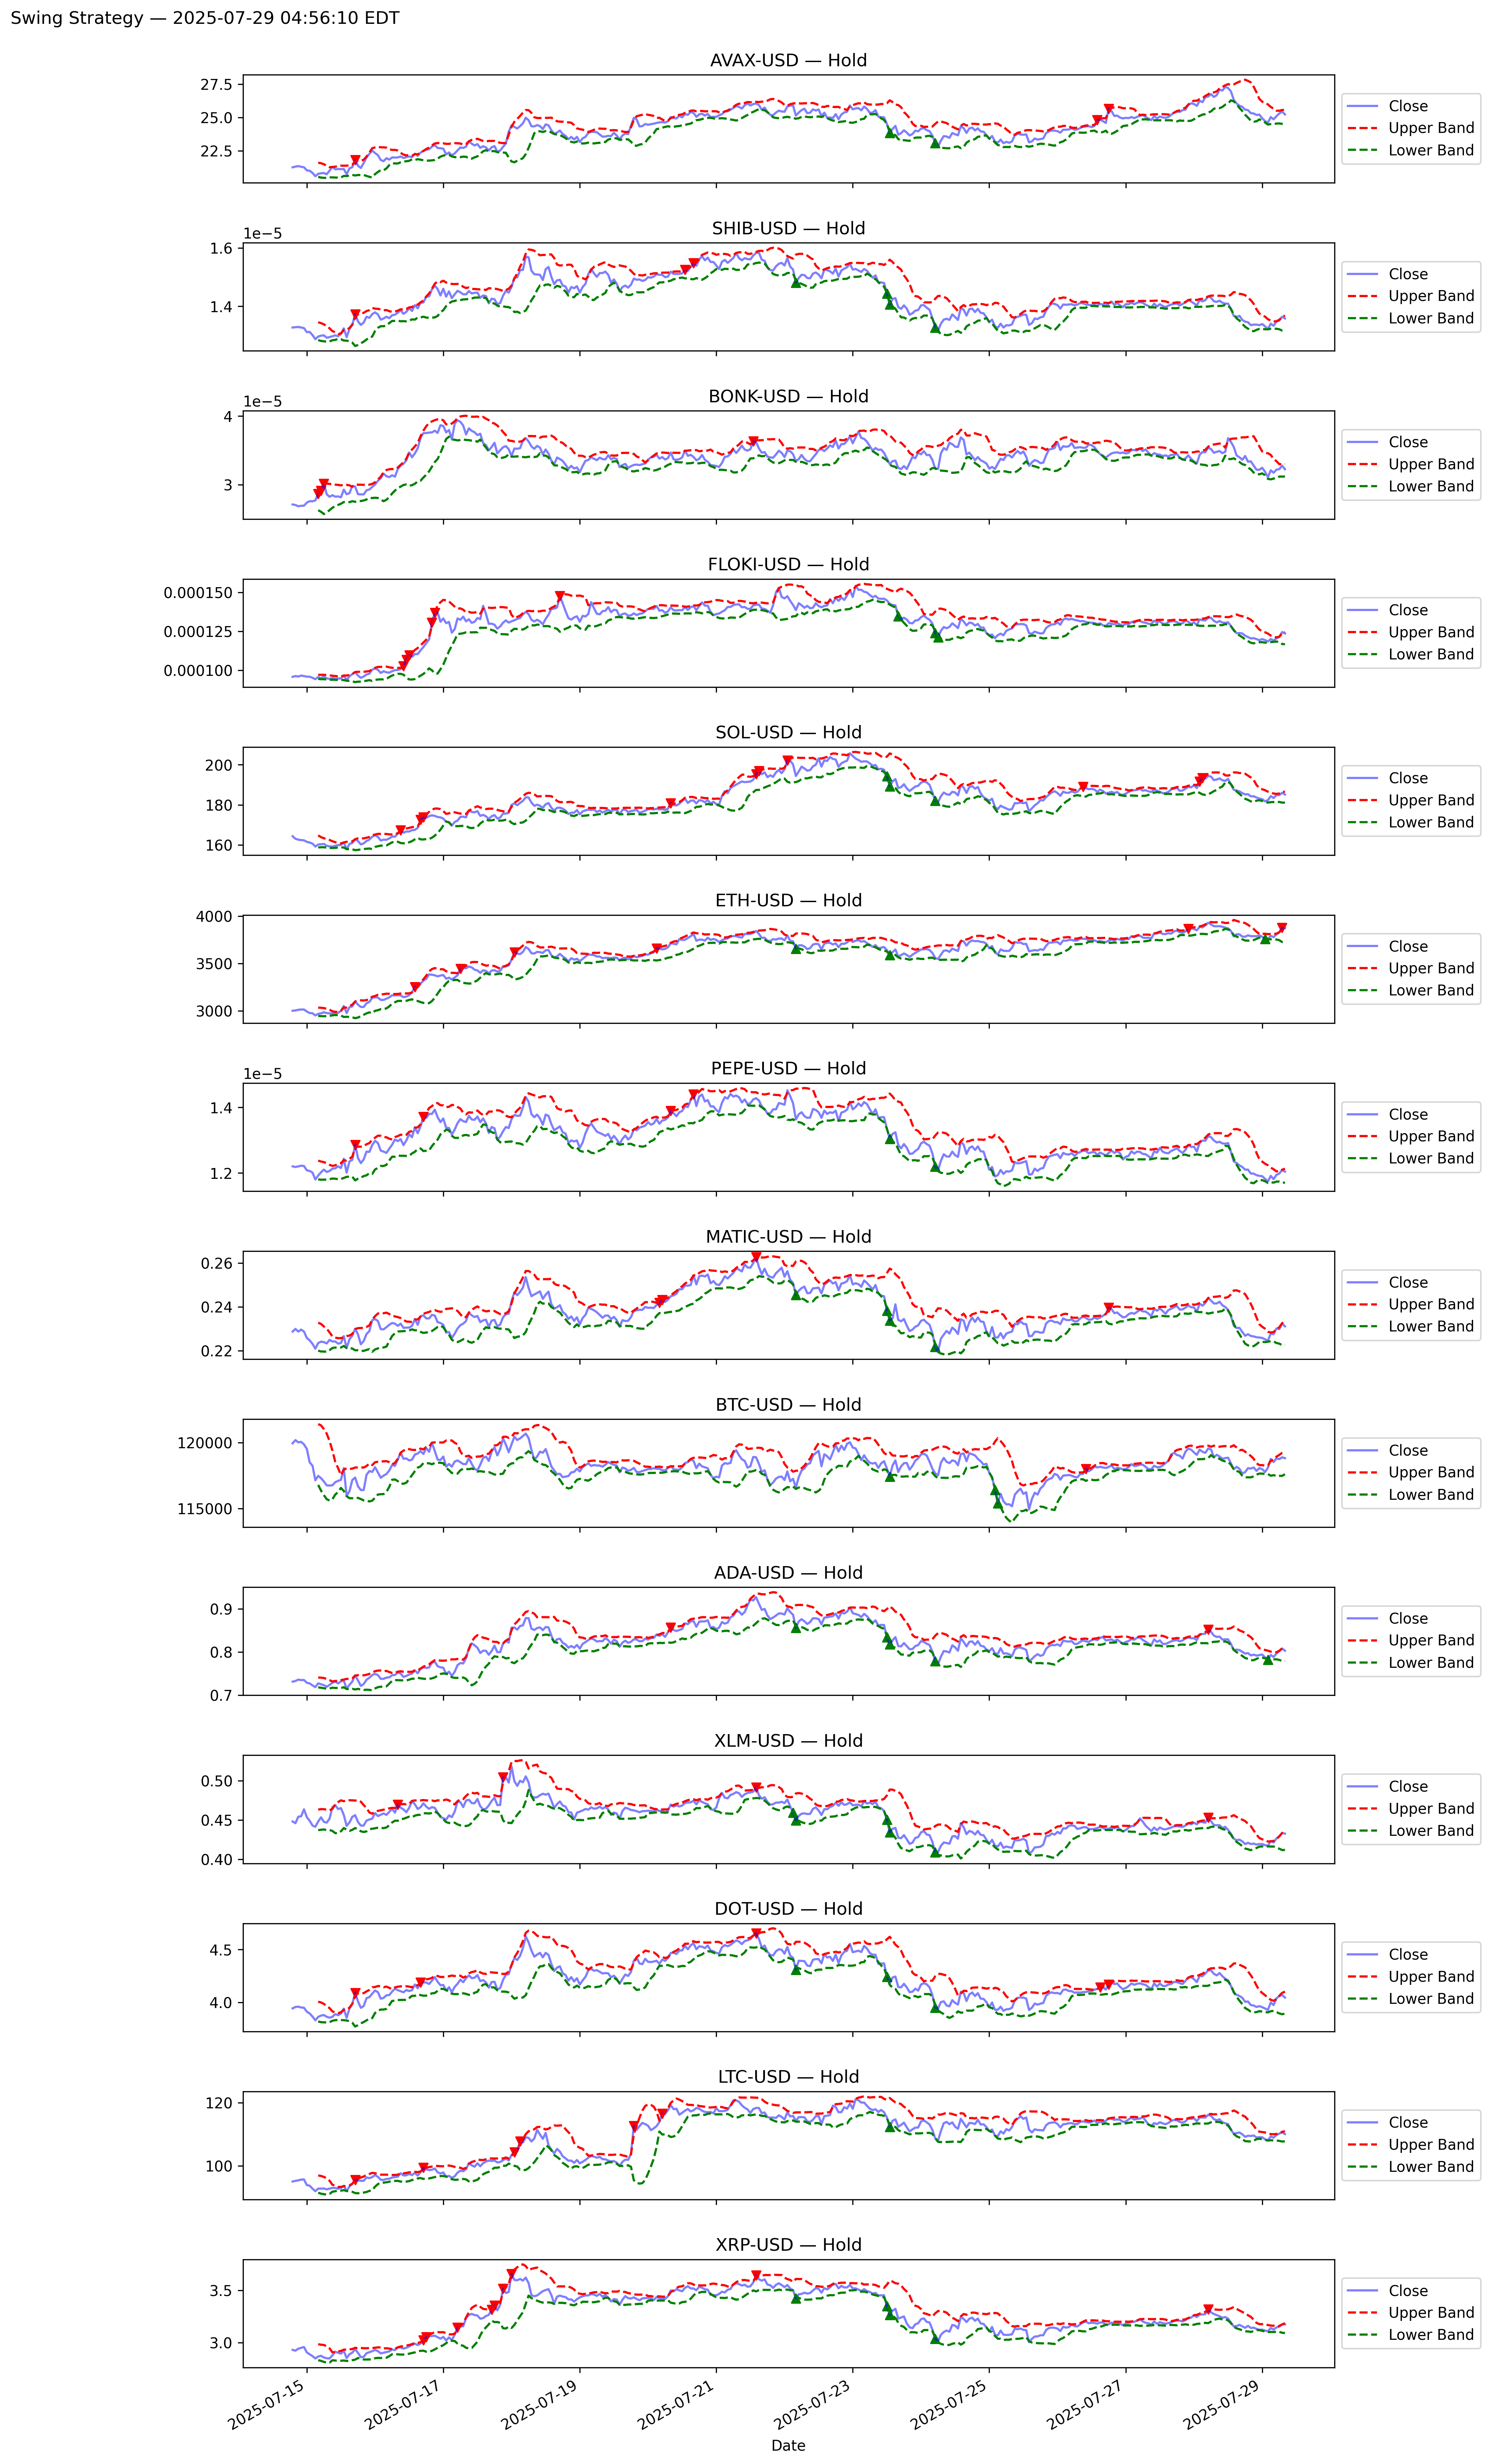 Swing Strategy — 2025-07-29 04:56:10 EDT
AVAX-USD — Hold
27.5
25.0
22.5
Close
Upper Band
Lower Band
SHIB-USD — Hold
1e−5
1.6
1.4
Close
Upper Band
Lower Band
BONK-USD — Hold
1e−5
4
3
Close
Upper Band
Lower Band
FLOKI-USD — Hold
0.000150
0.000125
0.000100
Close
Upper Band
Lower Band
SOL-USD — Hold
200
180
160
Close
Upper Band
Lower Band
ETH-USD — Hold
4000
3500
3000
Close
Upper Band
Lower Band
PEPE-USD — Hold
1e−5
1.4
1.2
Close
Upper Band
Lower Band
MATIC-USD — Hold
0.26
0.24
0.22
Close
Upper Band
Lower Band
BTC-USD — Hold
120000
115000
Close
Upper Band
Lower Band
ADA-USD — Hold
0.9
0.8
0.7
Close
Upper Band
Lower Band
XLM-USD — Hold
0.50
0.45
0.40
Close
Upper Band
Lower Band
DOT-USD — Hold
4.5
4.0
Close
Upper Band
Lower Band
LTC-USD — Hold
120
100
Close
Upper Band
Lower Band
XRP-USD — Hold
3.5
3.0
Close
Upper Band
Lower Band
2025-07-15
2025-07-17
2025-07-19
2025-07-21
2025-07-23
2025-07-25
2025-07-27
2025-07-29
Date